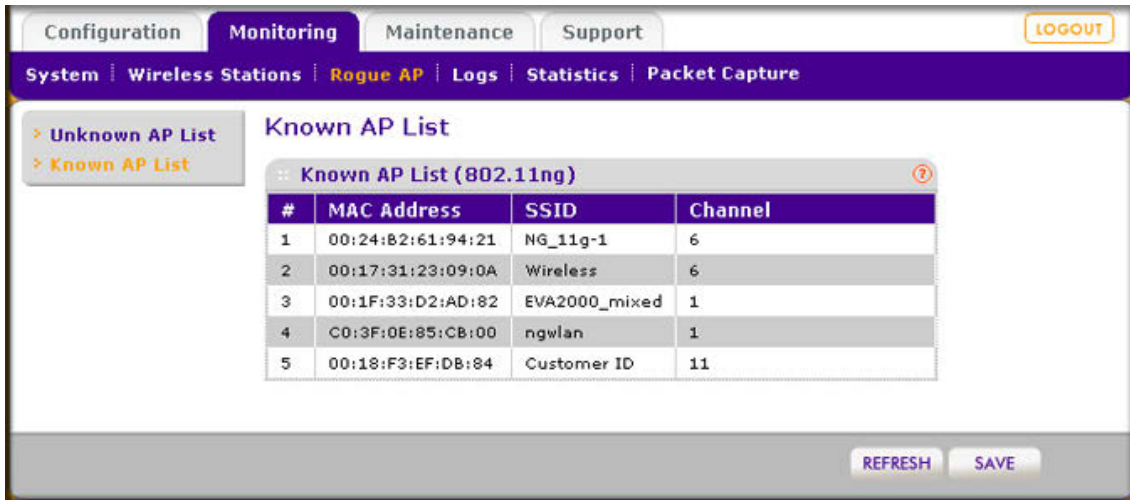 Configuration Monitoring Maintenance Support LOGOUT
System Wireless Stations Rogue AP Logs Statistics Packet Capture
> Unknown AP List
> Known AP List
Known AP List
Known AP List (802.11ng) ?
# MAC Address SSID Channel
1 00:24:B2:61:94:21 NG_11g-1 6
2 00:17:31:23:09:0A Wireless 6
3 00:1F:33:D2:AD:82 EVA2000_mixed 1
4 C0:3F:0E:85:CB:00 ngwlan 1
5 00:18:F3:EF:DB:84 Customer ID 11
REFRESH SAVE